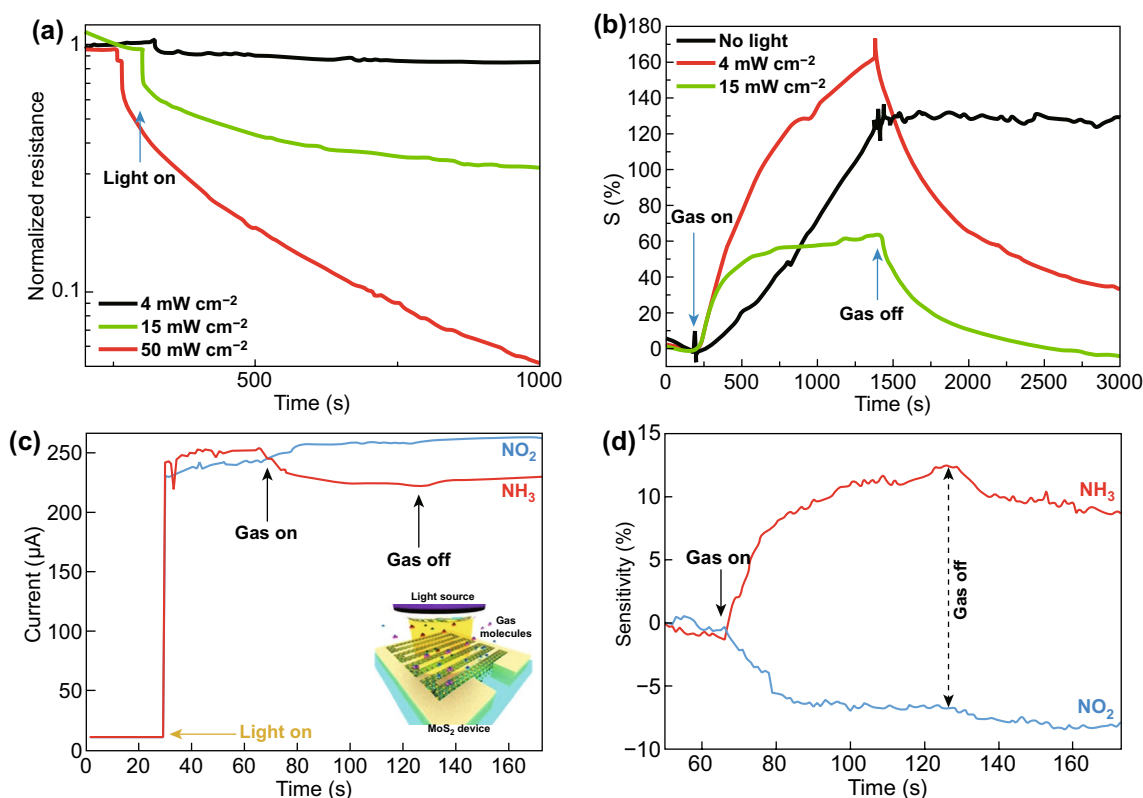 (a)
1
0.1
Normalized resistance
Light on
4 mW cm⁻²
15 mW cm⁻²
50 mW cm⁻²
500
1000
Time (s)
(b)
180
160
140
120
100
80
60
40
20
0
S (%)
No light
4 mW cm⁻²
15 mW cm⁻²
Gas on
Gas off
0
500
1000
1500
2000
2500
3000
Time (s)
(c)
250
200
250
150
100
50
0
Current (µA)
NO₂
NH₃
Gas on
Gas off
Light source
Gas
molecules
MoS₂ device
Light on
0
20
40
60
80
100
120
140
160
Time (s)
(d)
15
10
5
0
−5
−10
Sensitivity (%)
NH₃
Gas on
Gas off
NO₂
60
80
100
120
140
160
Time (s)